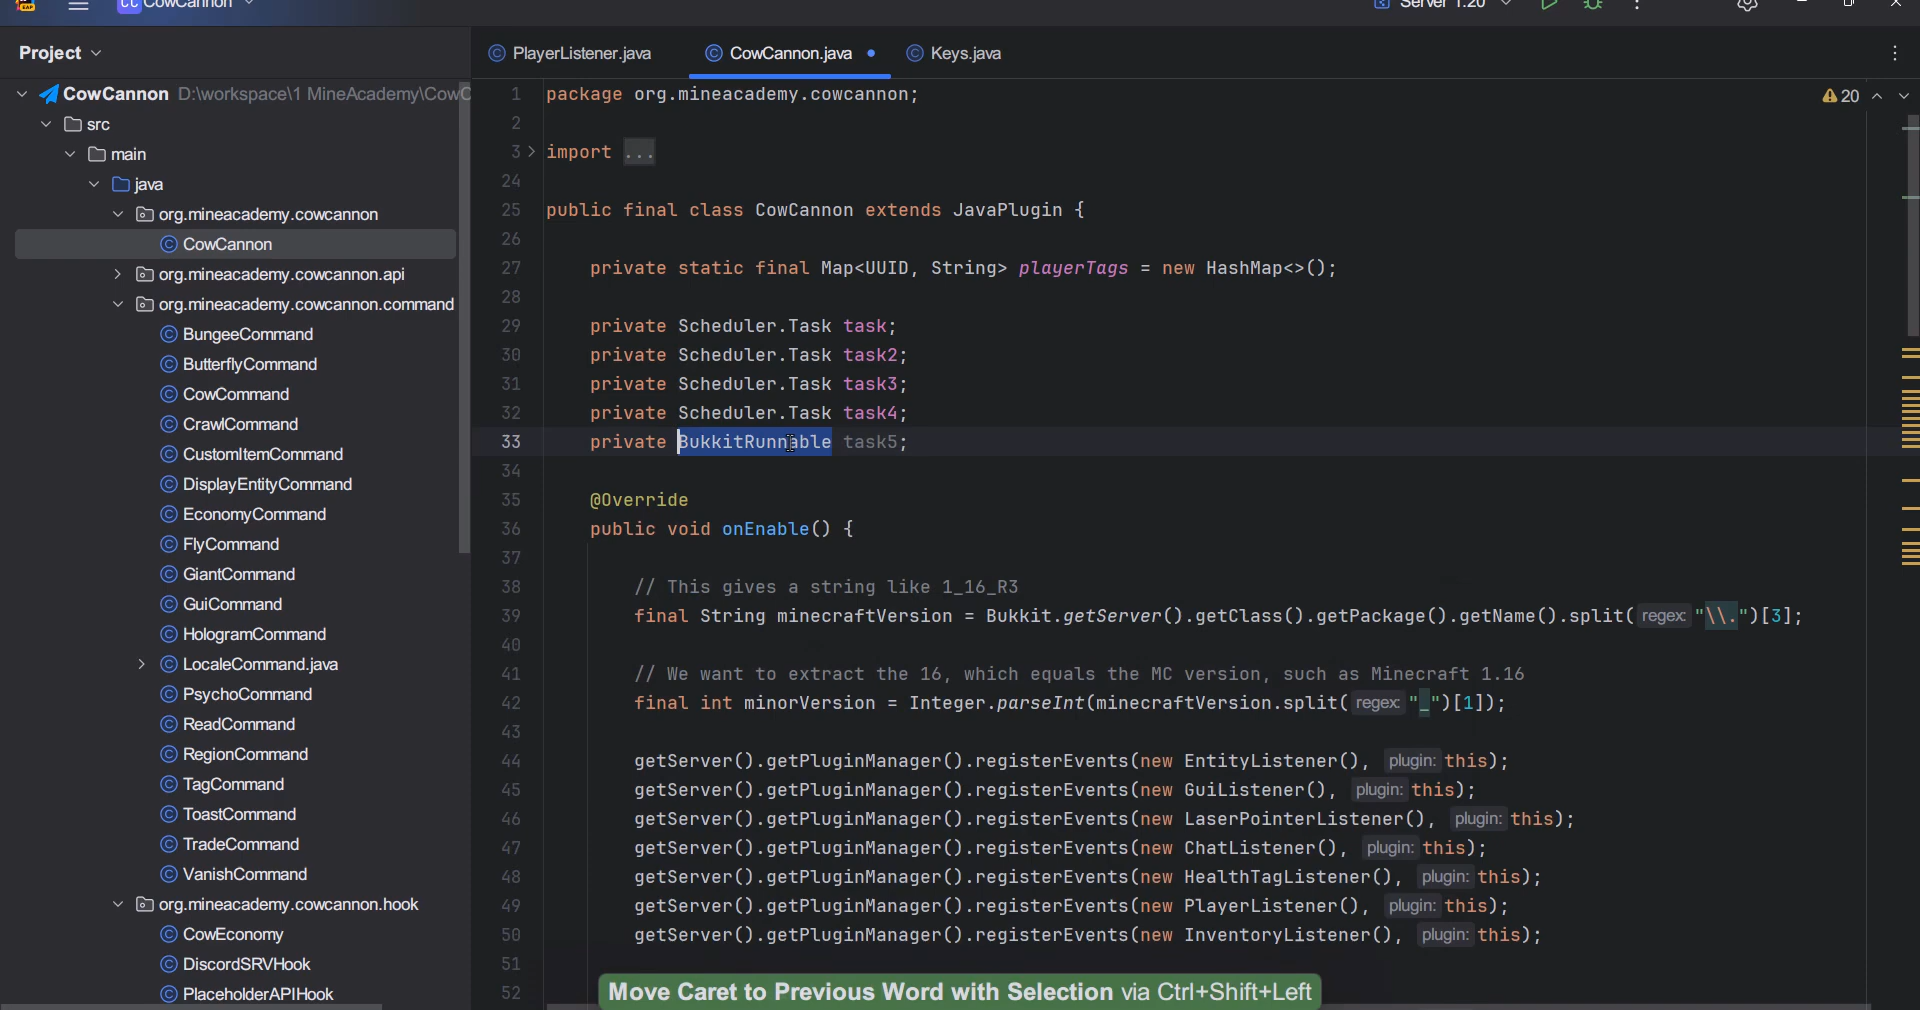 CowCannon
Server 1.20
Project
PlayerListener.java
CowCannon.java
Keys.java
CowCannon D:\workspace\1 MineAcademy\CowC
src
main
java
org.mineacademy.cowcannon
CowCannon
org.mineacademy.cowcannon.api
org.mineacademy.cowcannon.command
BungeeCommand
ButterflyCommand
CowCommand
CrawlCommand
CustomItemCommand
DisplayEntityCommand
EconomyCommand
FlyCommand
GiantCommand
GuiCommand
HologramCommand
LocaleCommand.java
PsychoCommand
ReadCommand
RegionCommand
TagCommand
ToastCommand
TradeCommand
VanishCommand
org.mineacademy.cowcannon.hook
CowEconomy
DiscordSRVHook
PlaceholderAPIHook
20
1 package org.mineacademy.cowcannon;
2
3 import ...
24
25 public final class CowCannon extends JavaPlugin {
26
27 private static final Map<UUID, String> playerTags = new HashMap<>();
28
29 private Scheduler.Task task;
30 private Scheduler.Task task2;
31 private Scheduler.Task task3;
32 private Scheduler.Task task4;
33 private BukkitRunnable task5;
34
35 @Override
36 public void onEnable() {
37
38 // This gives a string like 1_16_R3
39 final String minecraftVersion = Bukkit.getServer().getClass().getPackage().getName().split( regex: "\\.")[3];
40
41 // We want to extract the 16, which equals the MC version, such as Minecraft 1.16
42 final int minorVersion = Integer.parseInt(minecraftVersion.split( regex: "_")[1]);
43
44 getServer().getPluginManager().registerEvents(new EntityListener(), plugin: this);
45 getServer().getPluginManager().registerEvents(new GuiListener(), plugin: this);
46 getServer().getPluginManager().registerEvents(new LaserPointerListener(), plugin: this);
47 getServer().getPluginManager().registerEvents(new ChatListener(), plugin: this);
48 getServer().getPluginManager().registerEvents(new HealthTagListener(), plugin: this);
49 getServer().getPluginManager().registerEvents(new PlayerListener(), plugin: this);
50 getServer().getPluginManager().registerEvents(new InventoryListener(), plugin: this);
51
52
Move Caret to Previous Word with Selection via Ctrl+Shift+Left